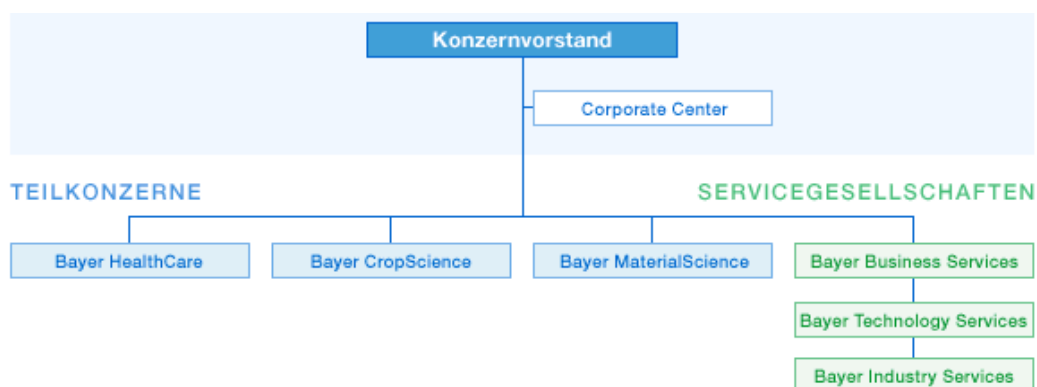 Konzernvorstand
Corporate Center
TEILKONZERNE
SERVICEGESELLSCHAFTEN
Bayer HealthCare
Bayer CropScience
Bayer MaterialScience
Bayer Business Services
Bayer Technology Services
Bayer Industry Services